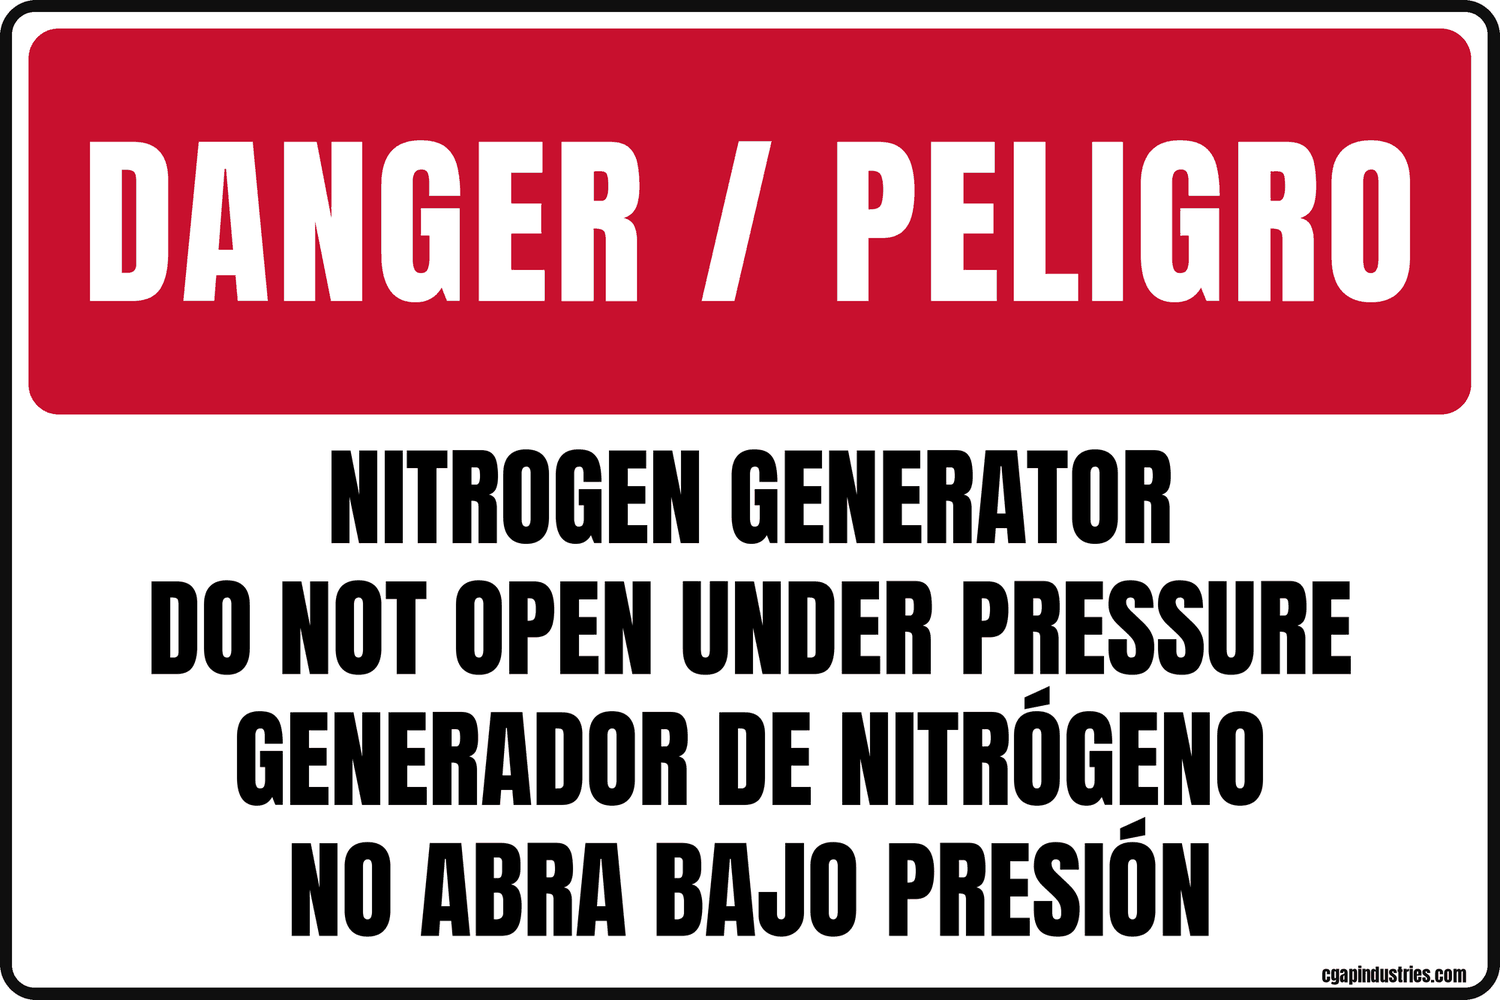 DANGER / PELIGRO
NITROGEN GENERATOR
DO NOT OPEN UNDER PRESSURE
GENERADOR DE NITRÓGENO
NO ABRA BAJO PRESIÓN
cgapindustries.com